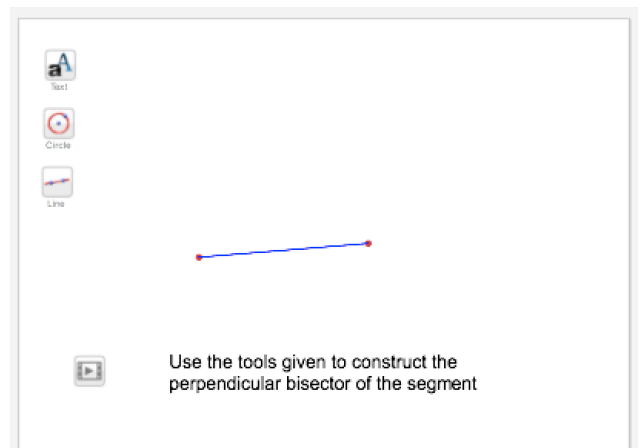 Text
Circle
Line
Use the tools given to construct the
perpendicular bisector of the segment